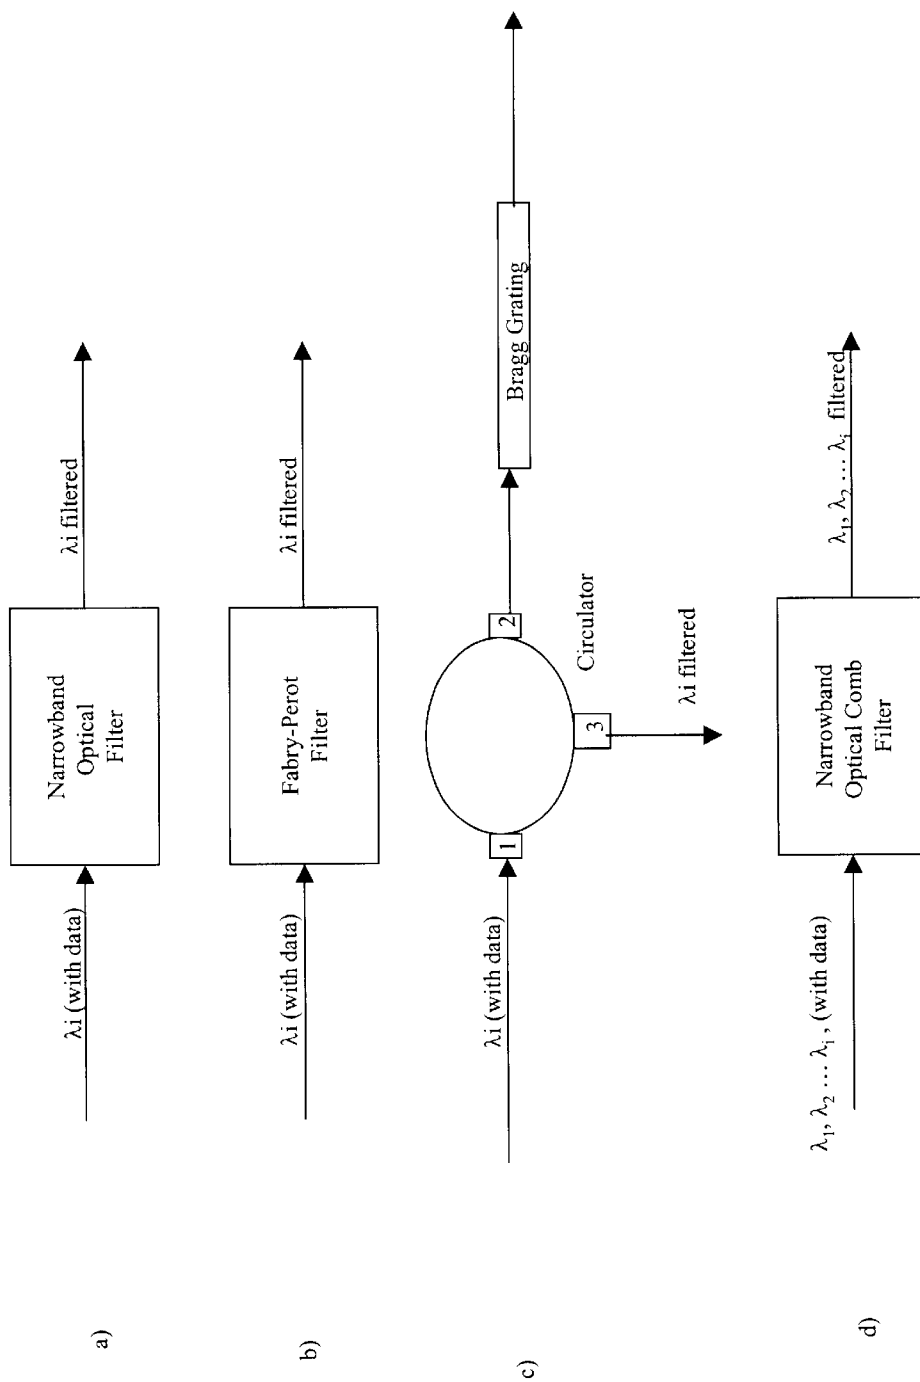 a)
λi (with data)
Narrowband
Optical
Filter
λi filtered
b)
λi (with data)
Fabry-Perot
Filter
λi filtered
c)
λi (with data)
1
2
3
Circulator
λi filtered
Bragg Grating
d)
λ₁, λ₂ … λᵢ , (with data)
Narrowband
Optical Comb
Filter
λ₁, λ₂ … λᵢ filtered